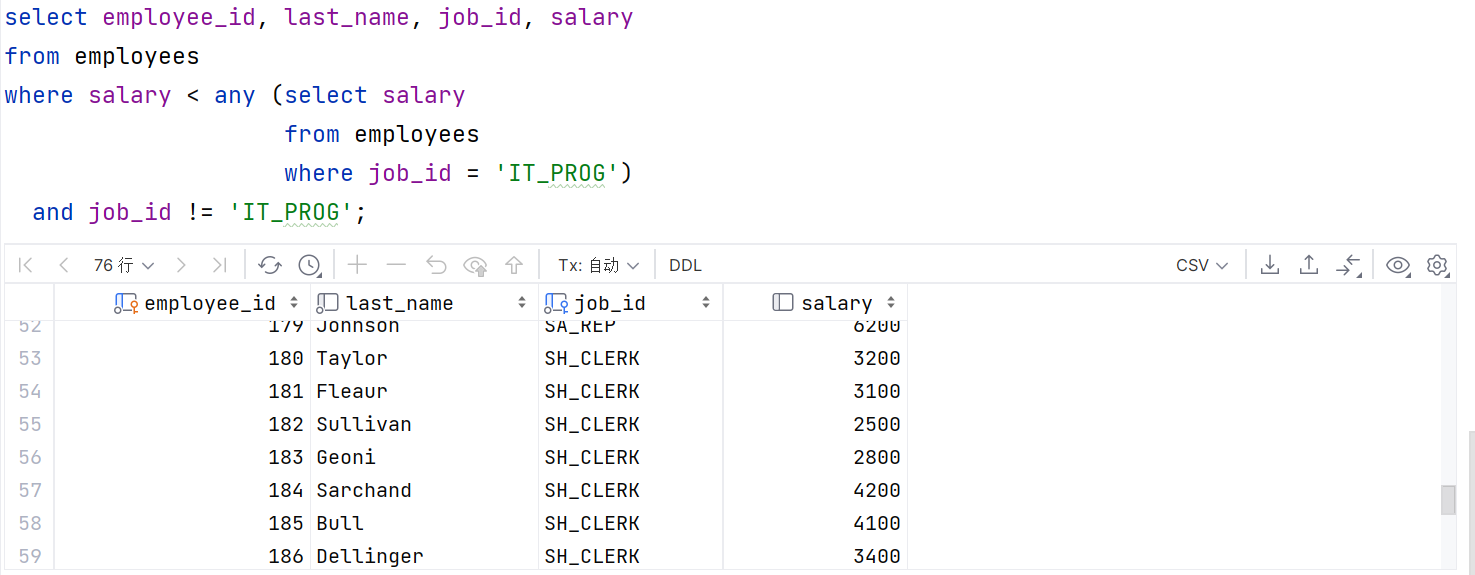 select employee_id, last_name, job_id, salary
from employees
where salary < any (select salary
from employees
where job_id = 'IT_PROG')
and job_id != 'IT_PROG';
76 行 Tx: 自动 DDL CSV
employee_id last_name job_id salary
52 179 Johnson SA_REP 6200
53 180 Taylor SH_CLERK 3200
54 181 Fleaur SH_CLERK 3100
55 182 Sullivan SH_CLERK 2500
56 183 Geoni SH_CLERK 2800
57 184 Sarchand SH_CLERK 4200
58 185 Bull SH_CLERK 4100
59 186 Dellinger SH_CLERK 3400